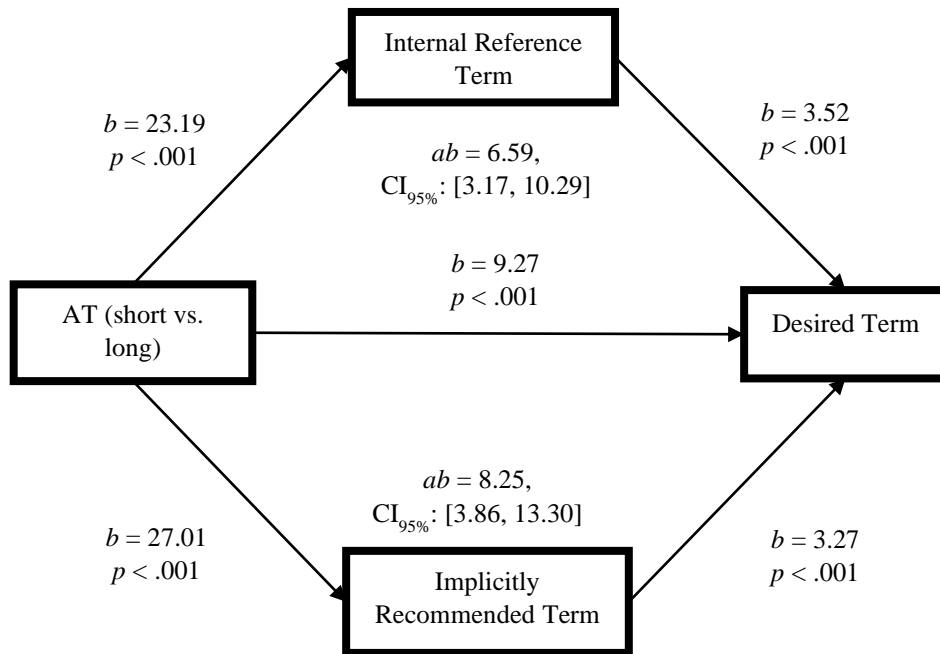 Internal Reference
Term
b = 23.19
p < .001
b = 3.52
p < .001
ab = 6.59,
CI95%: [3.17, 10.29]
b = 9.27
p < .001
AT (short vs.
long)
Desired Term
ab = 8.25,
CI95%: [3.86, 13.30]
b = 27.01
p < .001
b = 3.27
p < .001
Implicitly
Recommended Term